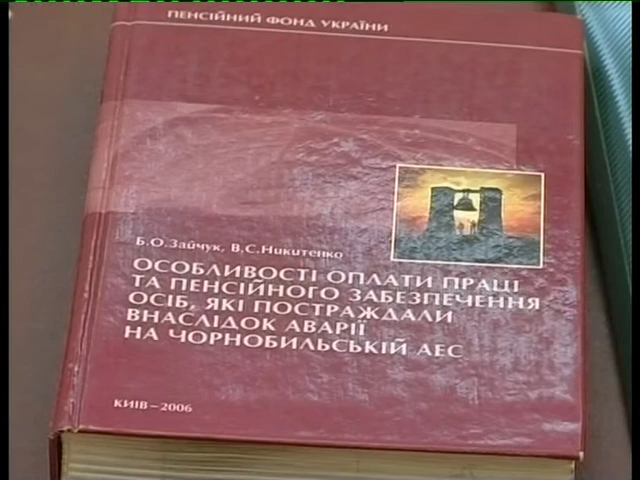 ПЕНСІЙНИЙ ФОНД УКРАЇНИ
Б.О.Зайчук, В.С.Никитенко
ОСОБЛИВОСТІ ОПЛАТИ ПРАЦІ
ТА ПЕНСІЙНОГО ЗАБЕЗПЕЧЕННЯ
ОСІБ, ЯКІ ПОСТРАЖДАЛИ
ВНАСЛІДОК АВАРІЇ
НА ЧОРНОБИЛЬСЬКІЙ АЕС
КИЇВ – 2006